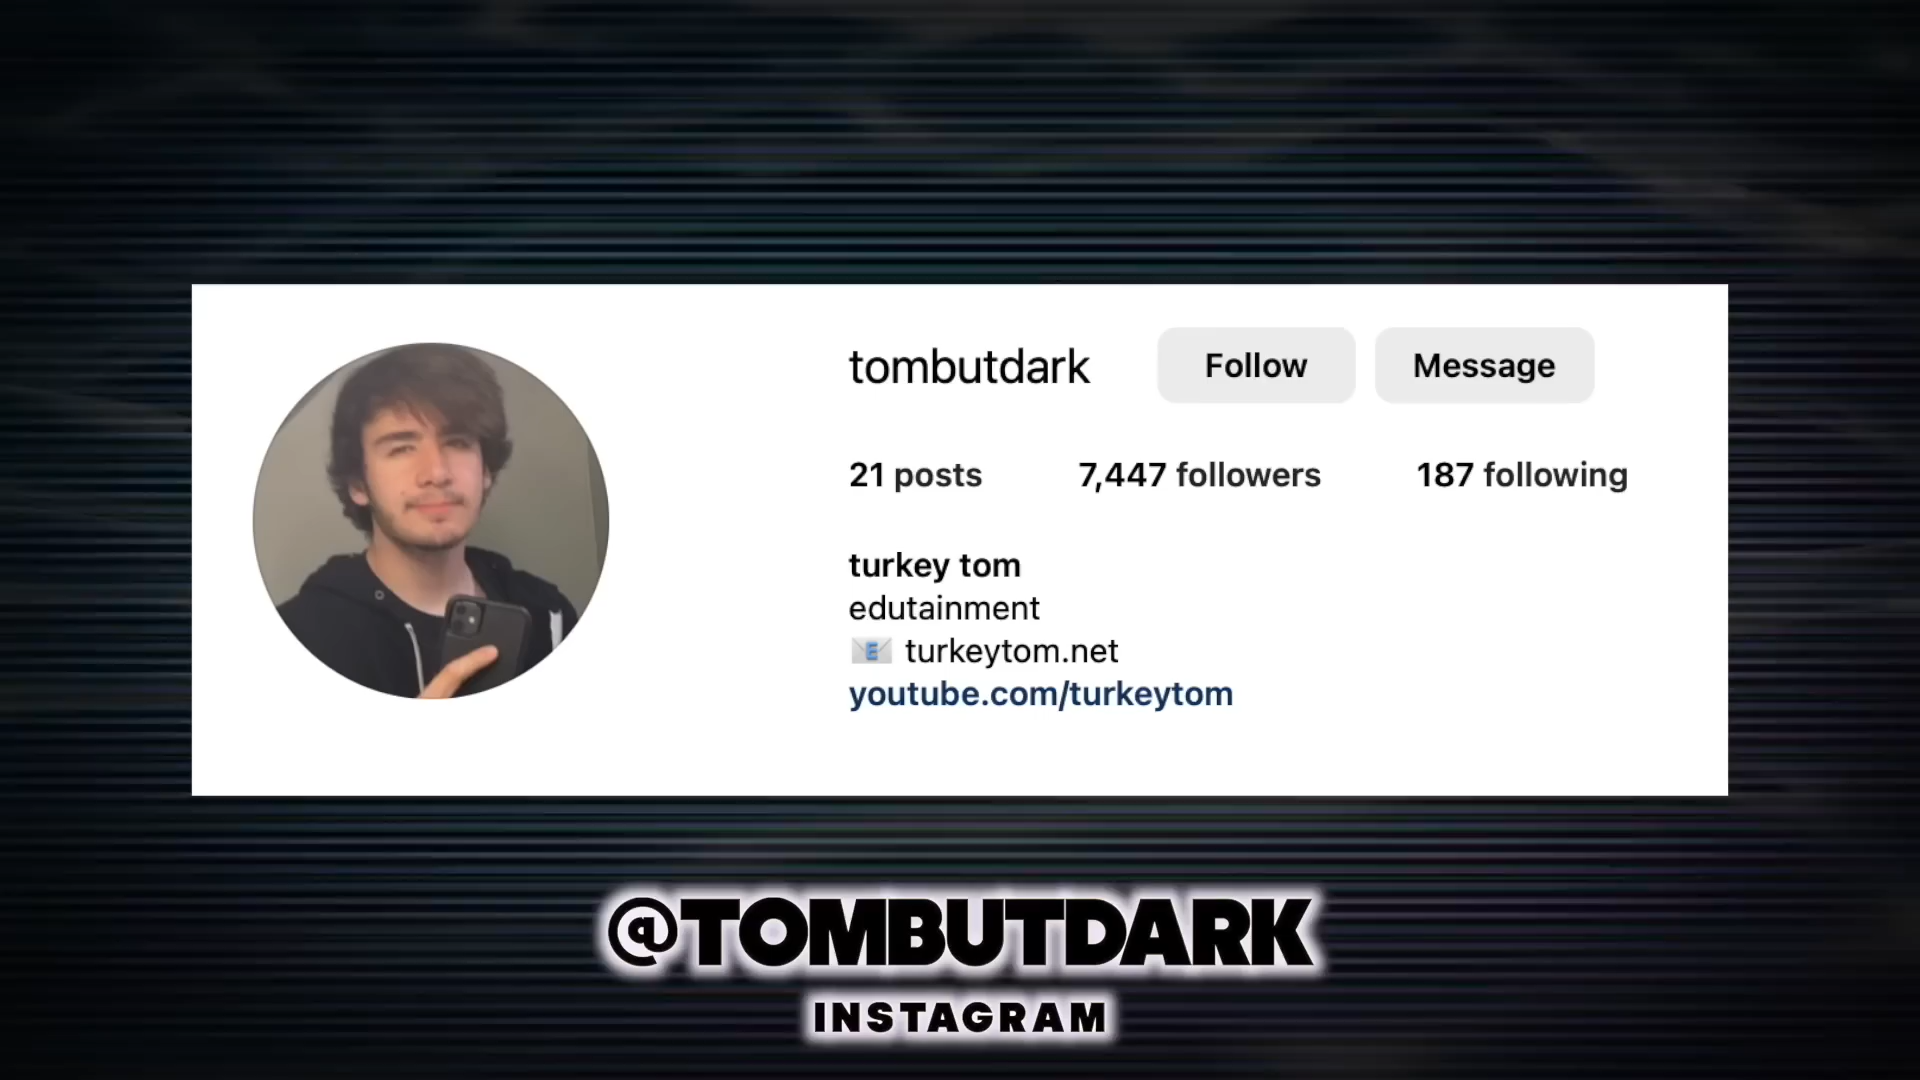 tombutdark Follow Message
21 posts 7,447 followers 187 following
turkey tom
edutainment
📧 turkeytom.net
youtube.com/turkeytom
@TOMBUTDARK
INSTAGRAM